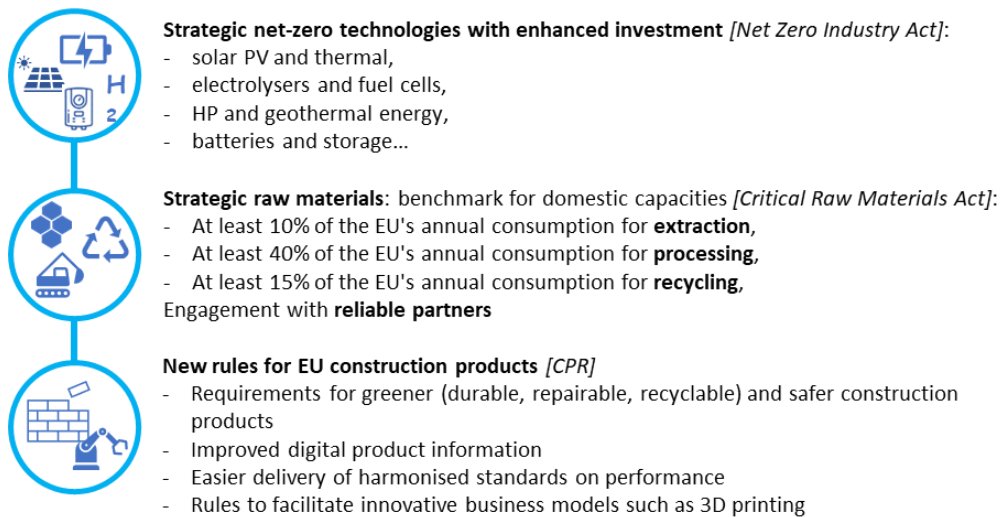 Strategic net-zero technologies with enhanced investment [Net Zero Industry Act]:
- solar PV and thermal,
- electrolysers and fuel cells,
- HP and geothermal energy,
- batteries and storage...
H
2
Strategic raw materials: benchmark for domestic capacities [Critical Raw Materials Act]:
- At least 10% of the EU's annual consumption for extraction,
- At least 40% of the EU's annual consumption for processing,
- At least 15% of the EU's annual consumption for recycling,
Engagement with reliable partners
New rules for EU construction products [CPR]
- Requirements for greener (durable, repairable, recyclable) and safer construction
products
- Improved digital product information
- Easier delivery of harmonised standards on performance
- Rules to facilitate innovative business models such as 3D printing